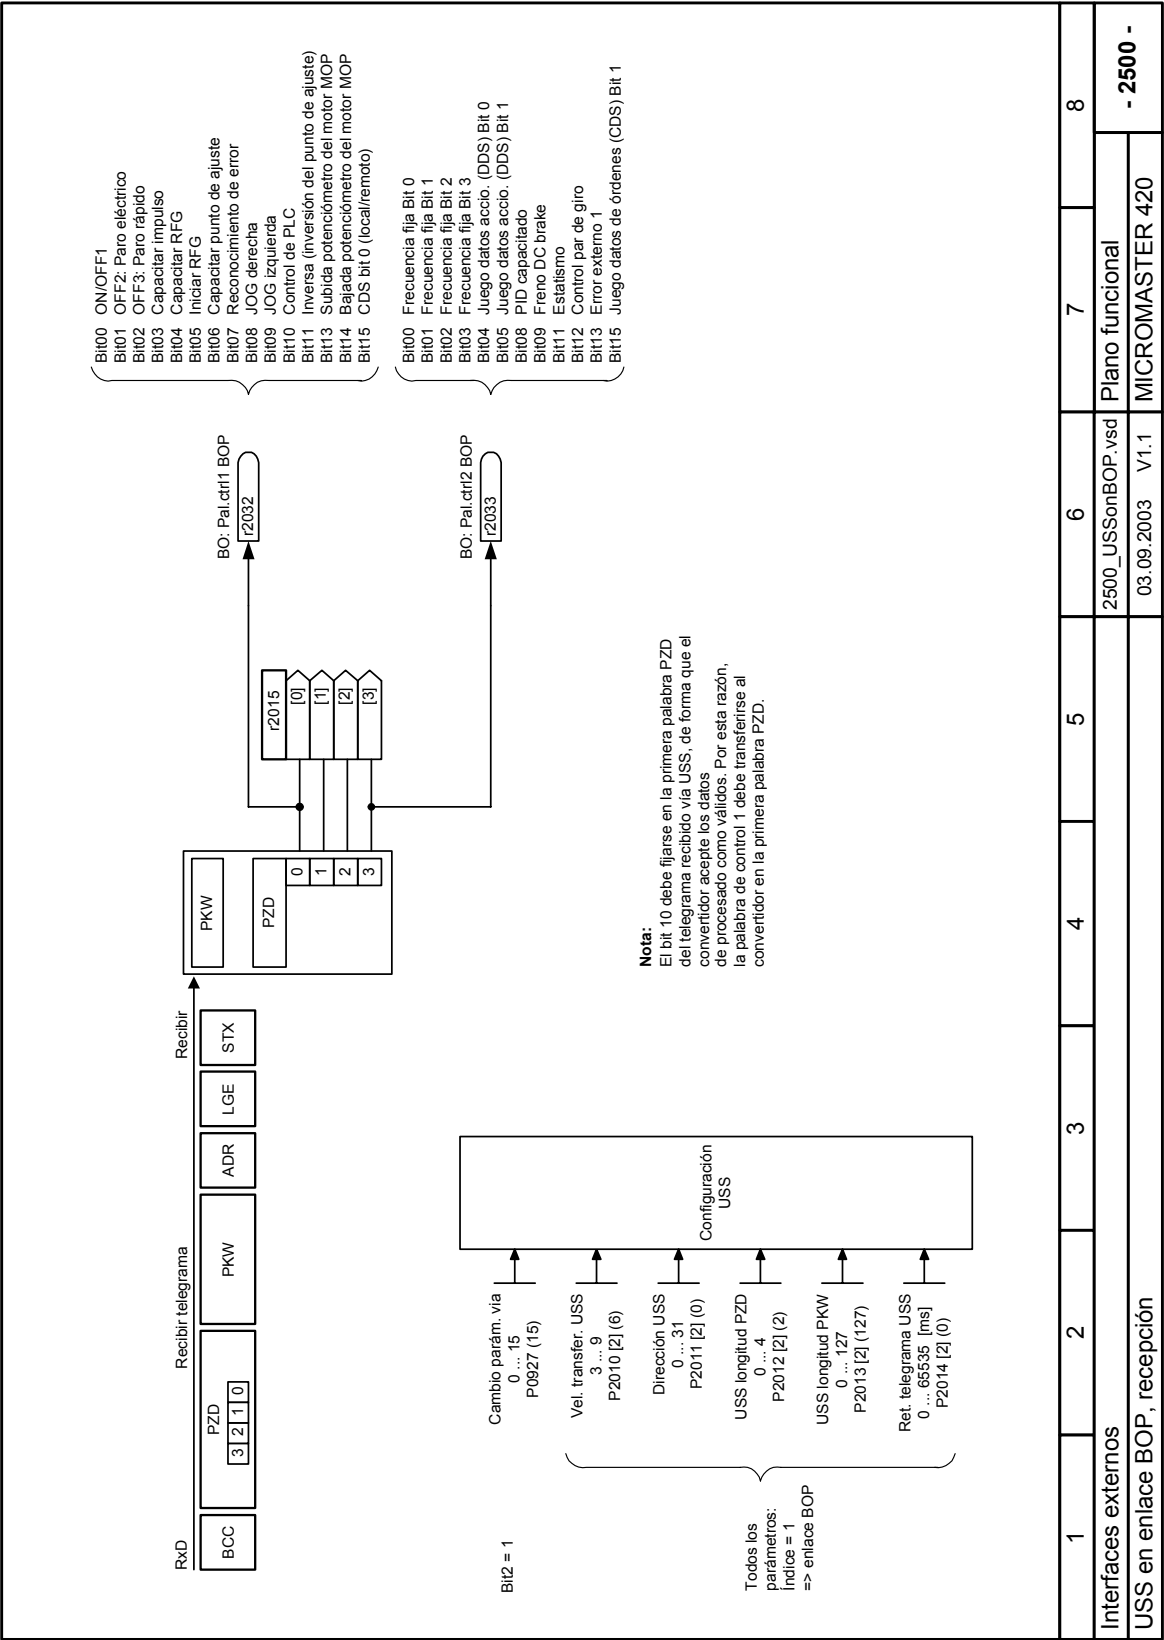 RxD
Recibir telegrama
Recibir
BCC
PZD
3 2 1 0
PKW
ADR
LGE
STX
PKW
PZD
0
1
2
3
r2015
[0]
[1]
[2]
[3]
BO: Pal.ctrl1 BOP
r2032
BO: Pal.ctrl2 BOP
r2033
Bit00 ON/OFF1
Bit01 OFF2: Paro eléctrico
Bit02 OFF3: Paro rápido
Bit03 Capacitar impulso
Bit04 Capacitar RFG
Bit05 Iniciar RFG
Bit06 Capacitar punto de ajuste
Bit07 Reconocimiento de error
Bit08 JOG derecha
Bit09 JOG izquierda
Bit10 Control de PLC
Bit11 Inversa (inversión del punto de ajuste)
Bit13 Subida potenciómetro del motor MOP
Bit14 Bajada potenciómetro del motor MOP
Bit15 CDS bit 0 (local/remoto)
Bit00 Frecuencia fija Bit 0
Bit01 Frecuencia fija Bit 1
Bit02 Frecuencia fija Bit 2
Bit03 Frecuencia fija Bit 3
Bit04 Juego datos accio. (DDS) Bit 0
Bit05 Juego datos accio. (DDS) Bit 1
Bit08 PID capacitado
Bit09 Freno DC brake
Bit11 Estatismo
Bit12 Control par de giro
Bit13 Error externo 1
Bit15 Juego datos de órdenes (CDS) Bit 1
Bit2 = 1
Cambio parám. via
0 ... 15
P0927 (15)
Vel. transfer. USS
3 ... 9
P2010 [2] (6)
Dirección USS
0 ... 31
P2011 [2] (0)
USS longitud PZD
0 ... 4
P2012 [2] (2)
USS longitud PKW
0 ... 127
P2013 [2] (127)
Ret. telegrama USS
0 ... 65535 [ms]
P2014 [2] (0)
Todos los
parámetros:
Índice = 1
=> enlace BOP
Configuración
USS
Nota:
El bit 10 debe fijarse en la primera palabra PZD
del telegrama recibido vía USS, de forma que el
convertidor acepte los datos
de procesado como válidos. Por esta razón,
la palabra de control 1 debe transferirse al
convertidor en la primera palabra PZD.
1 2 3 4 5 6 7 8
Interfaces externos
2500_USSonBOP.vsd
Plano funcional
- 2500 -
USS en enlace BOP, recepción
03.09.2003 V1.1
MICROMASTER 420